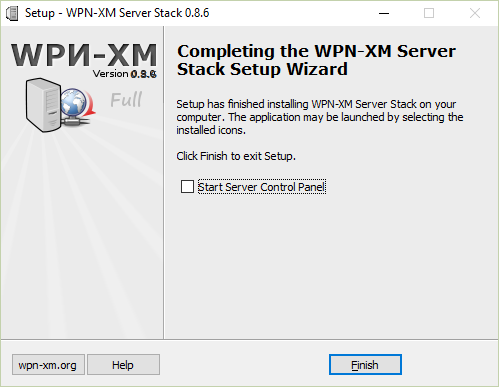 Setup - WPN-XM Server Stack 0.8.6
WPИ-XM
Version 0.8.6
Full
Completing the WPN-XM Server
Stack Setup Wizard
Setup has finished installing WPN-XM Server Stack on your
computer. The application may be launched by selecting the
installed icons.
Click Finish to exit Setup.
Start Server Control Panel
wpn-xm.org
Help
Finish